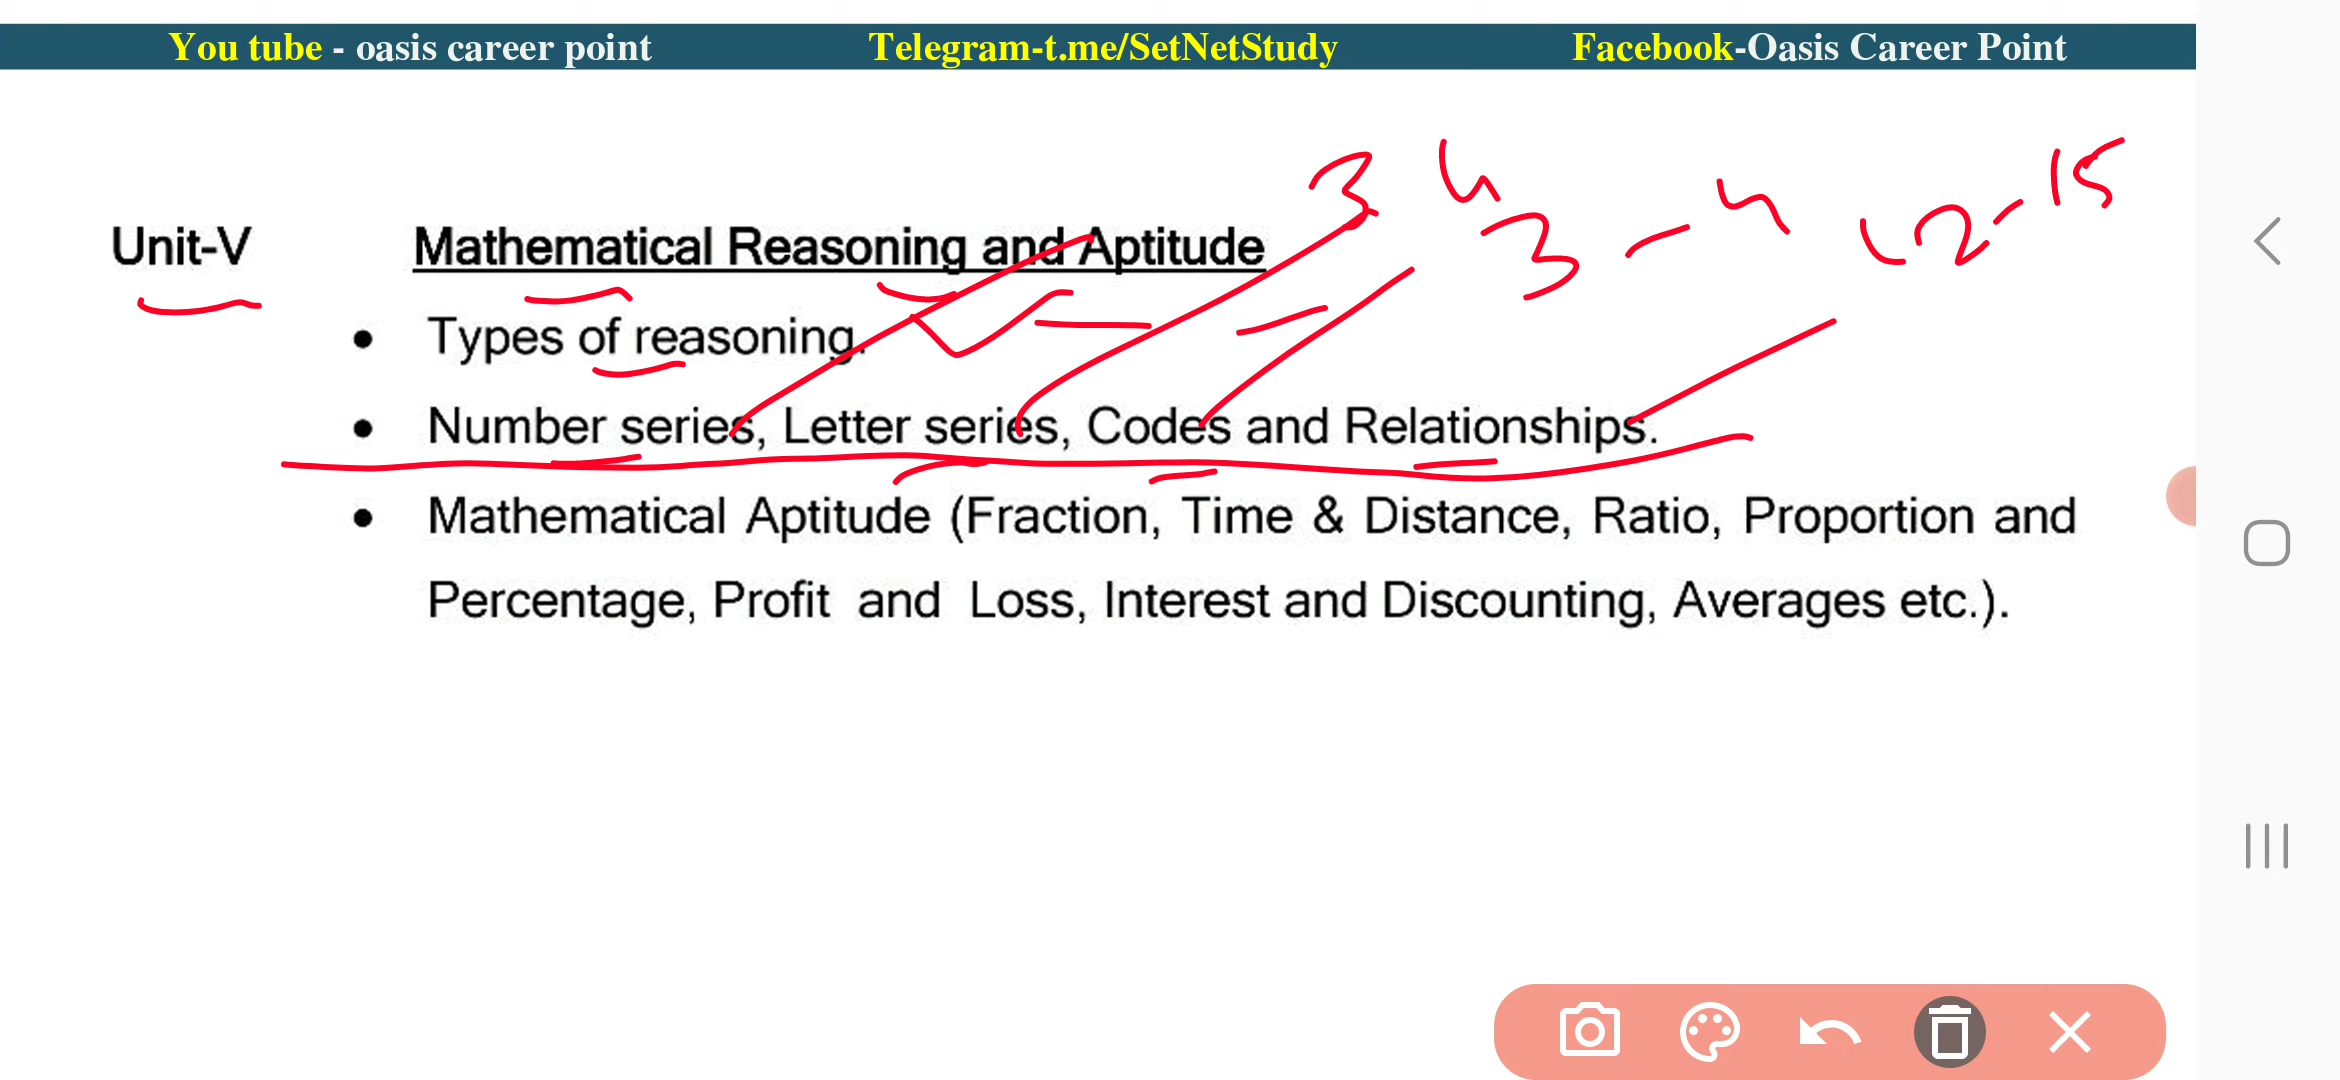 You tube - oasis career point Telegram-t.me/SetNetStudy Facebook-Oasis Career Point
3 4 3 - 4 12-15
Unit-V Mathematical Reasoning and Aptitude
• Types of reasoning.
• Number series, Letter series, Codes and Relationships.
• Mathematical Aptitude (Fraction, Time & Distance, Ratio, Proportion and
Percentage, Profit and Loss, Interest and Discounting, Averages etc.).